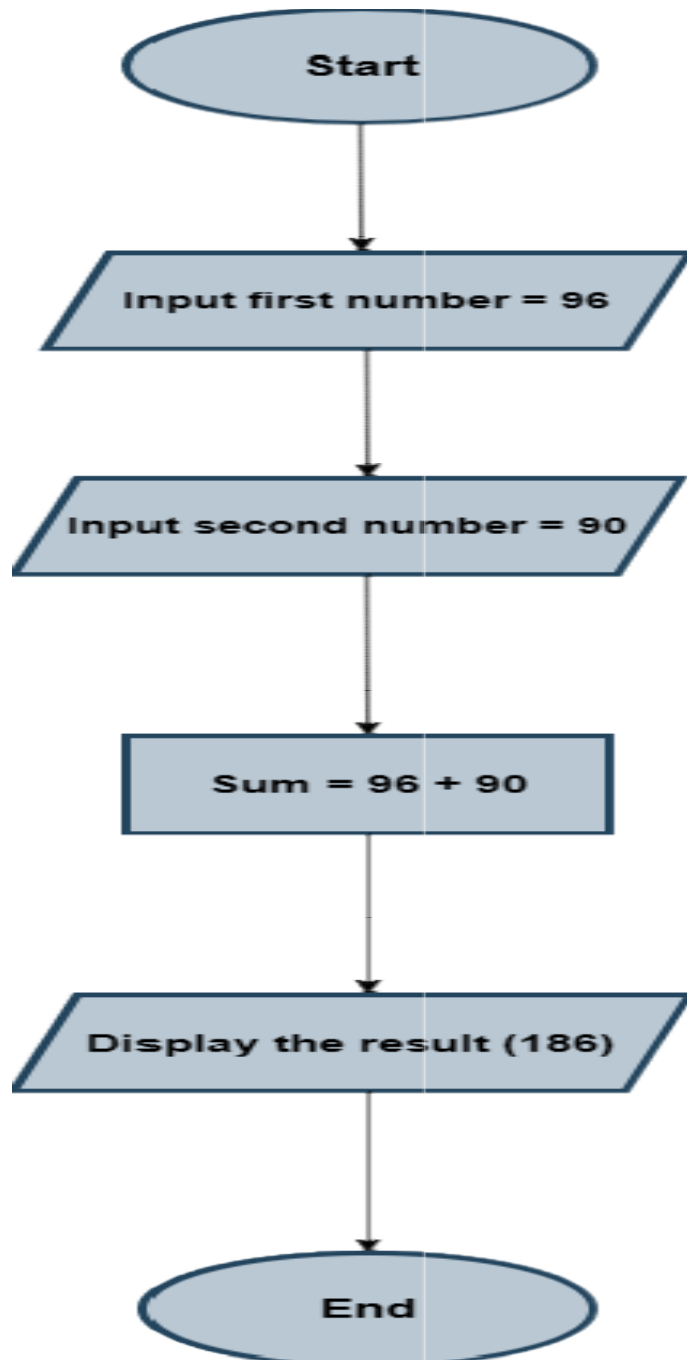 Start
Input first number = 96
Input second number = 90
Sum = 96 + 90
Display the result (186)
End